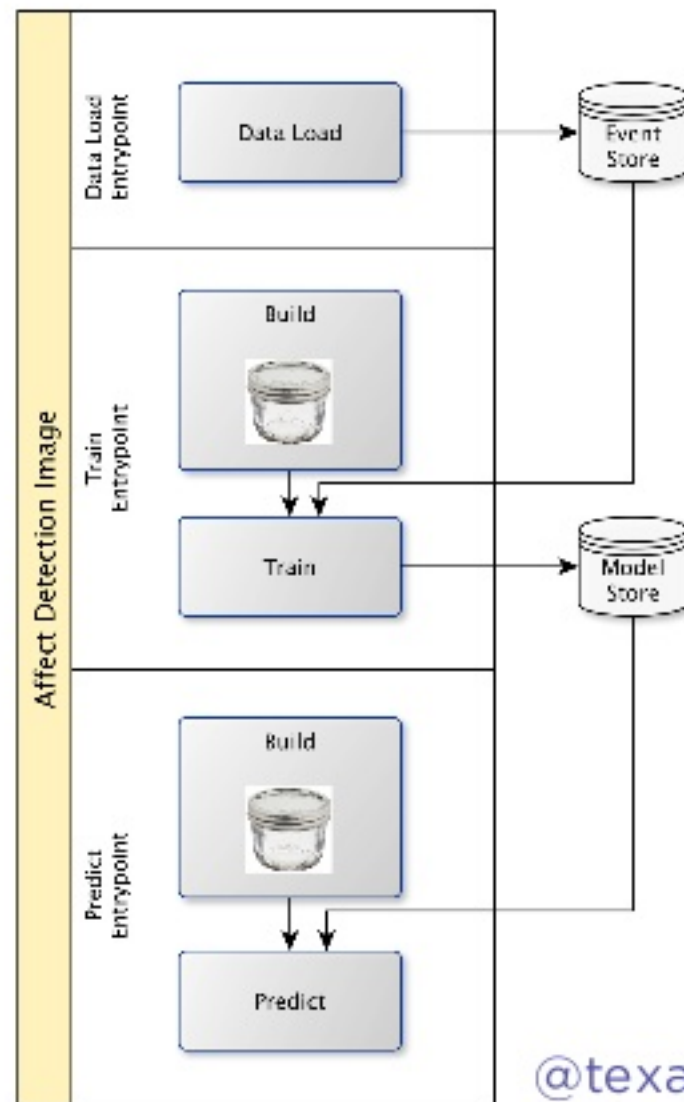 Affect Detection Image
Data Load
Entrypoint
Data Load
Event
Store
Train
Entrypoint
Build
Train
Model
Store
Predict
Entrypoint
Build
Predict
@texa